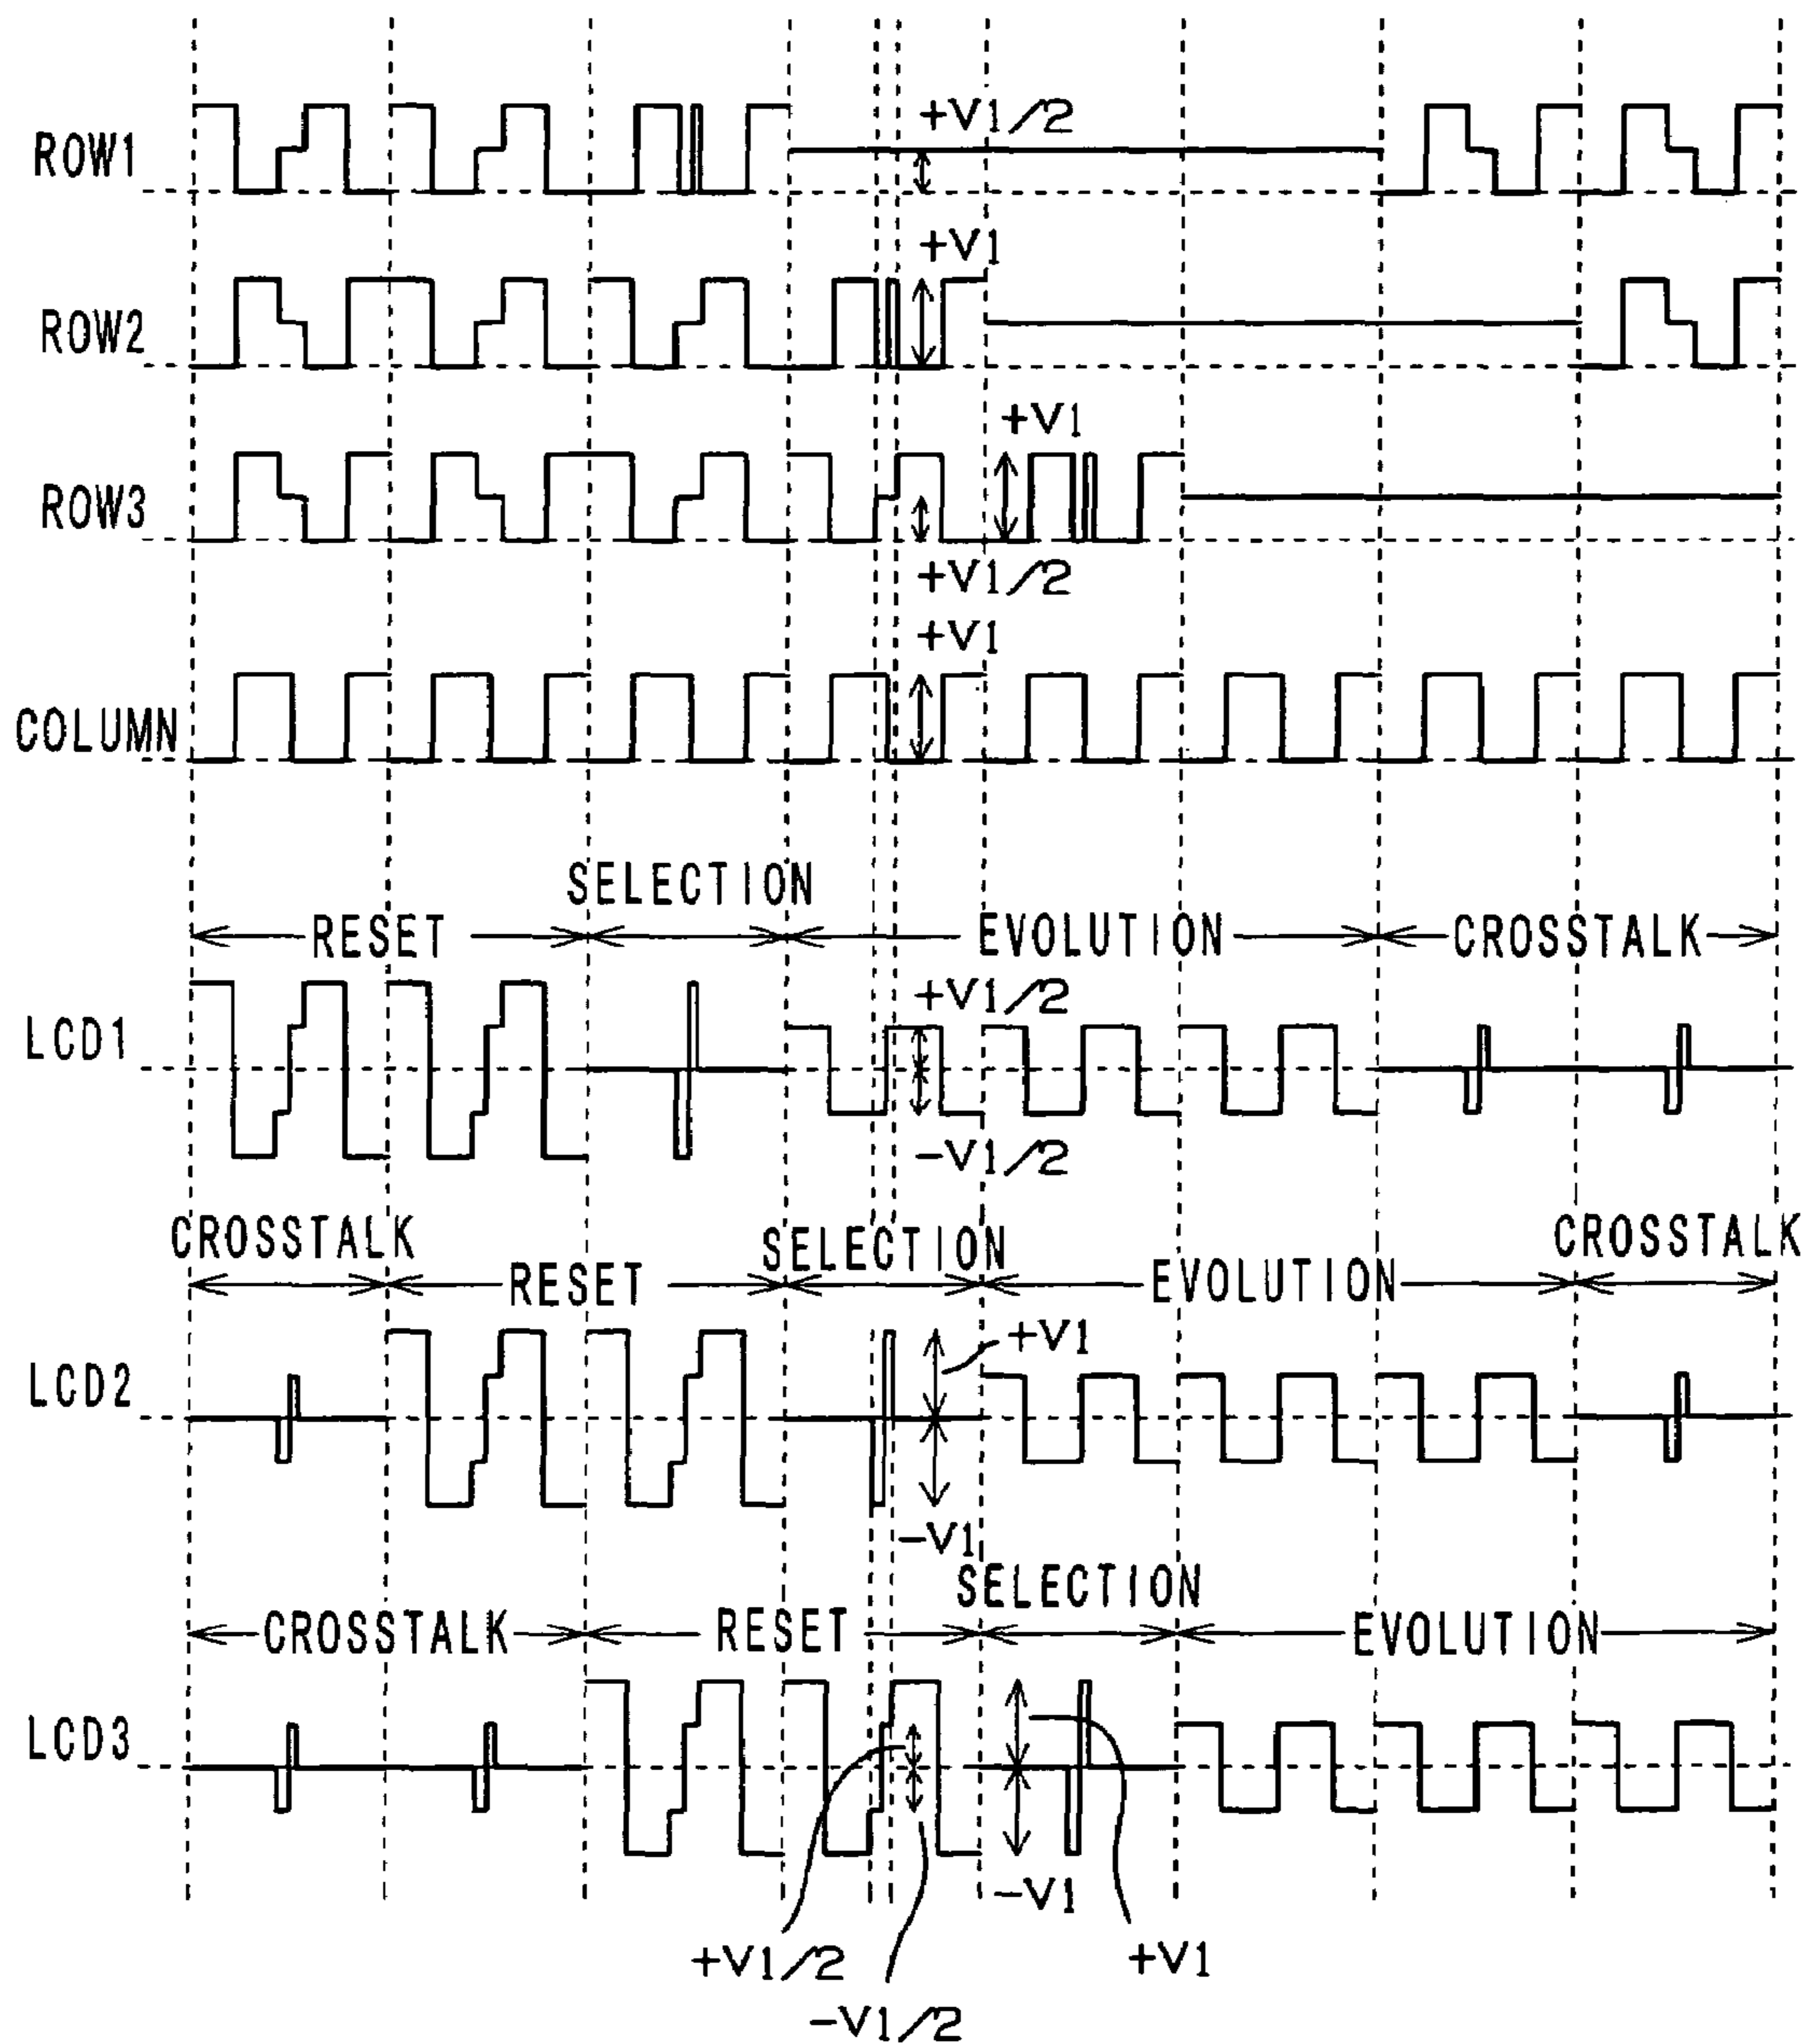 +V1/2
ROW1
+V1
ROW2
+V1
ROW3
+V1/2
+V1
COLUMN
SELECTION
RESET EVOLUTION CROSSTALK
+V1/2
LCD1
-V1/2
CROSSTALK SELECTION CROSSTALK
RESET EVOLUTION
+V1
LCD2
-V1
SELECTION
CROSSTALK RESET EVOLUTION
LCD3
-V1
+V1/2 +V1
-V1/2